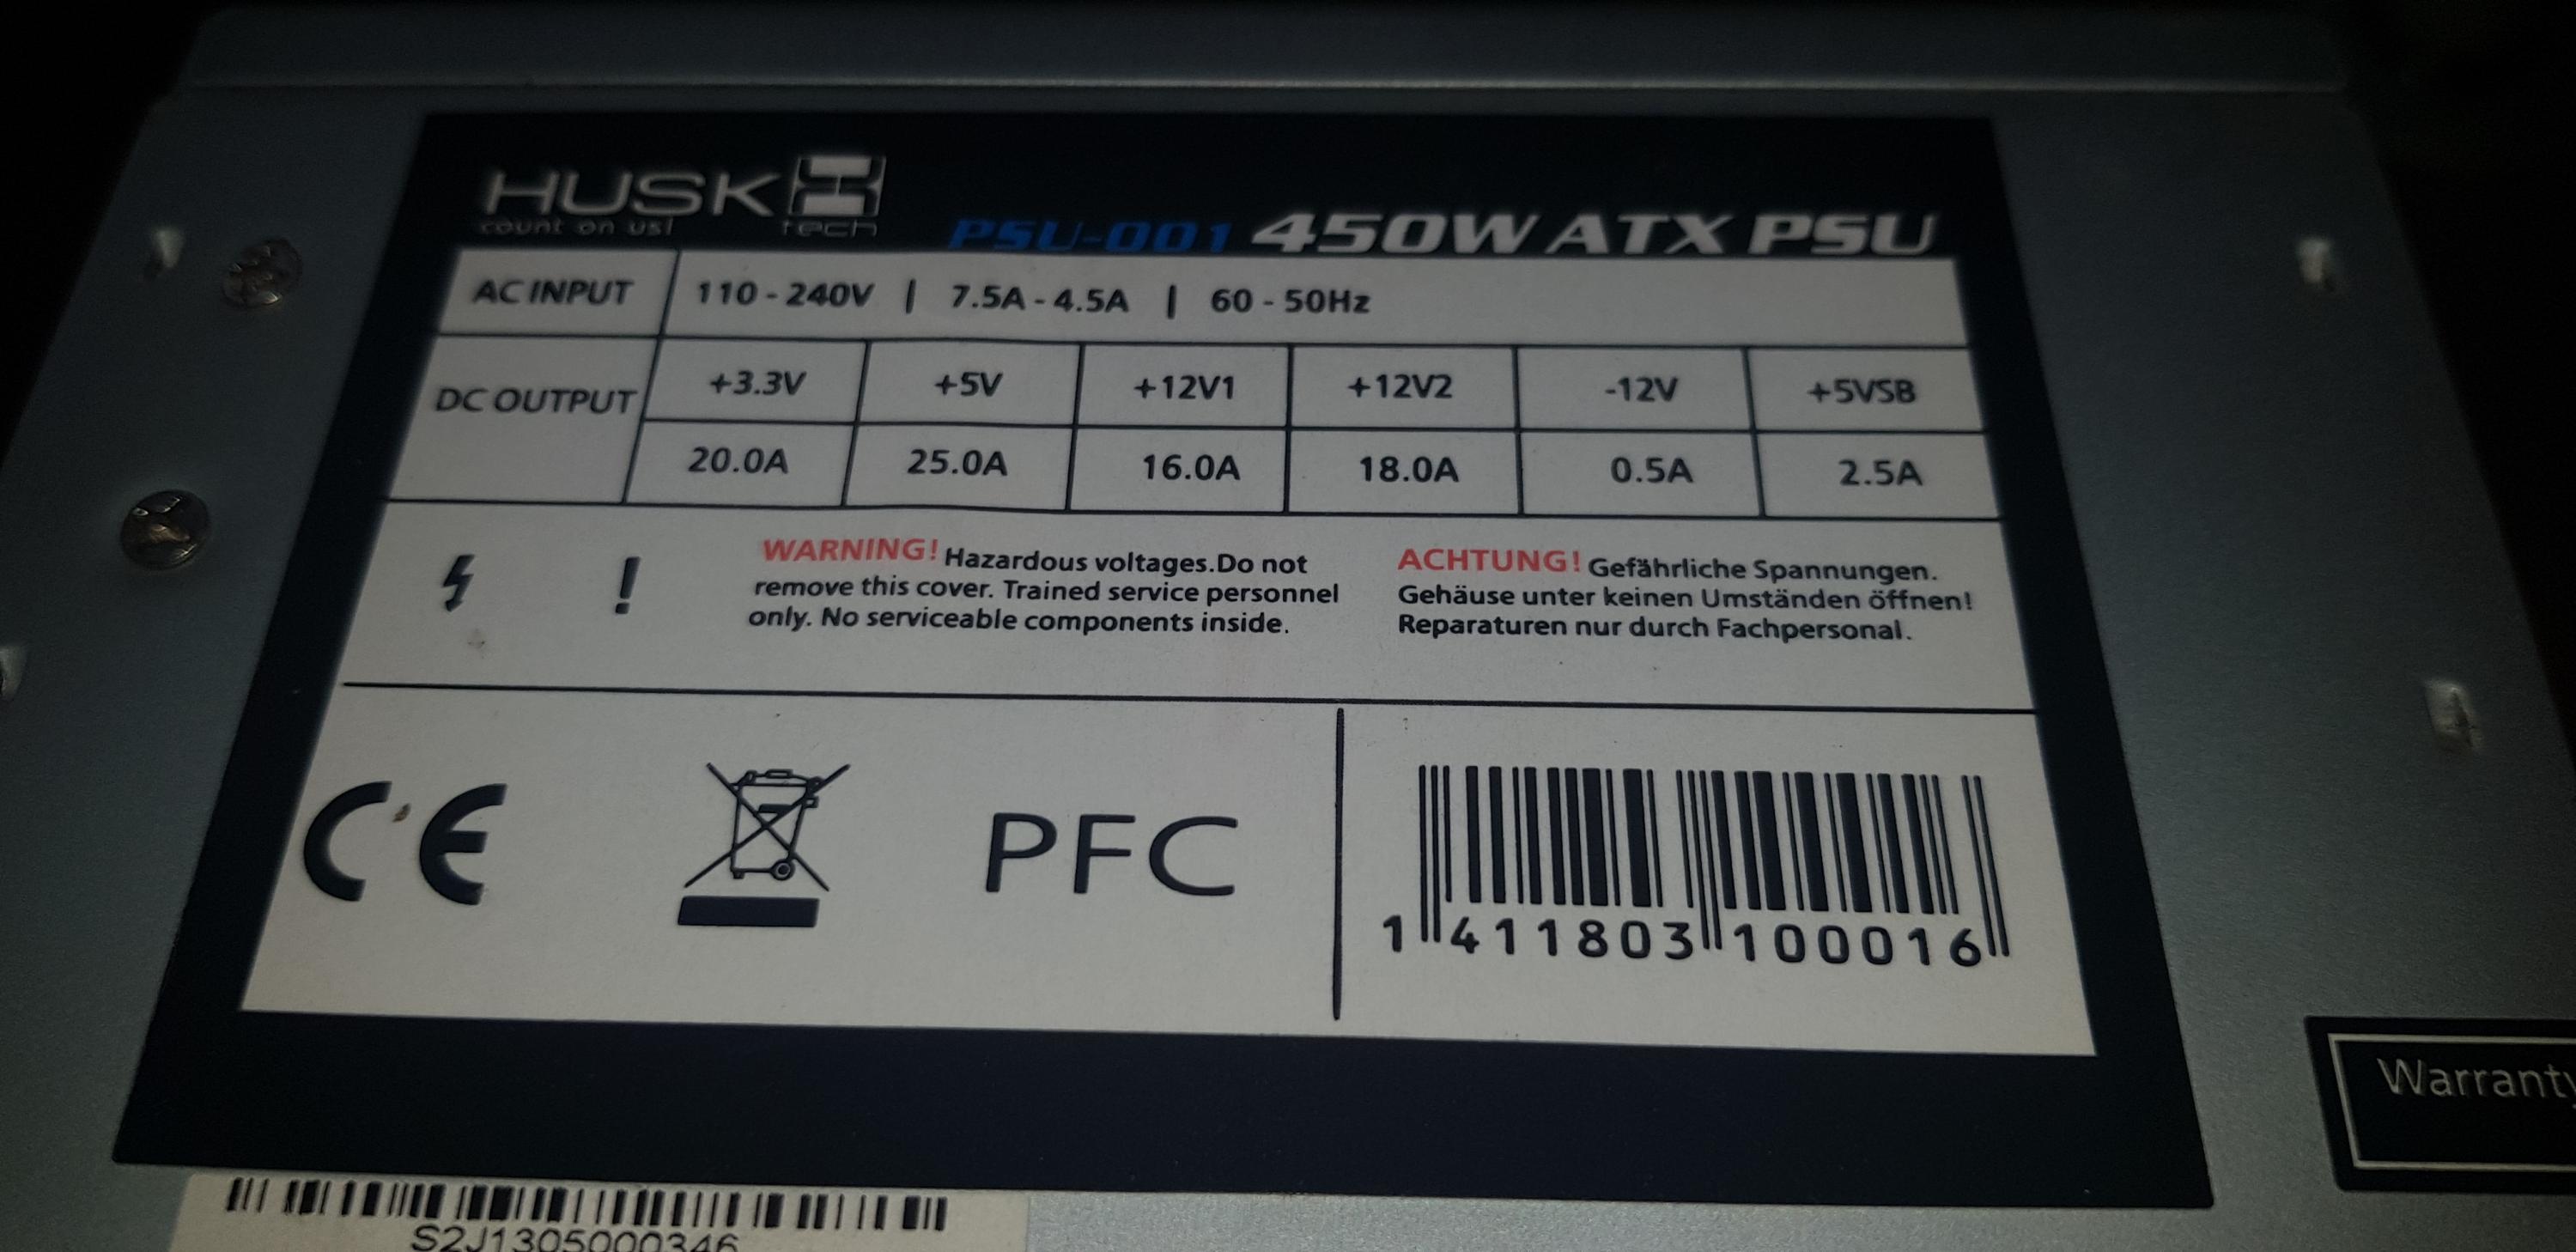 HUSK
count on us! tech
PSU-001 450W ATX PSU
AC INPUT 110 - 240V | 7.5A - 4.5A | 60 - 50Hz
DC OUTPUT +3.3V +5V +12V1 +12V2 -12V +5VSB
20.0A 25.0A 16.0A 18.0A 0.5A 2.5A
WARNING! Hazardous voltages.Do not
remove this cover. Trained service personnel
only. No serviceable components inside.
ACHTUNG! Gefährliche Spannungen.
Gehäuse unter keinen Umständen öffnen!
Reparaturen nur durch Fachpersonal.
CE
PFC
1 411803 100016
Warranty
S2J1305000346